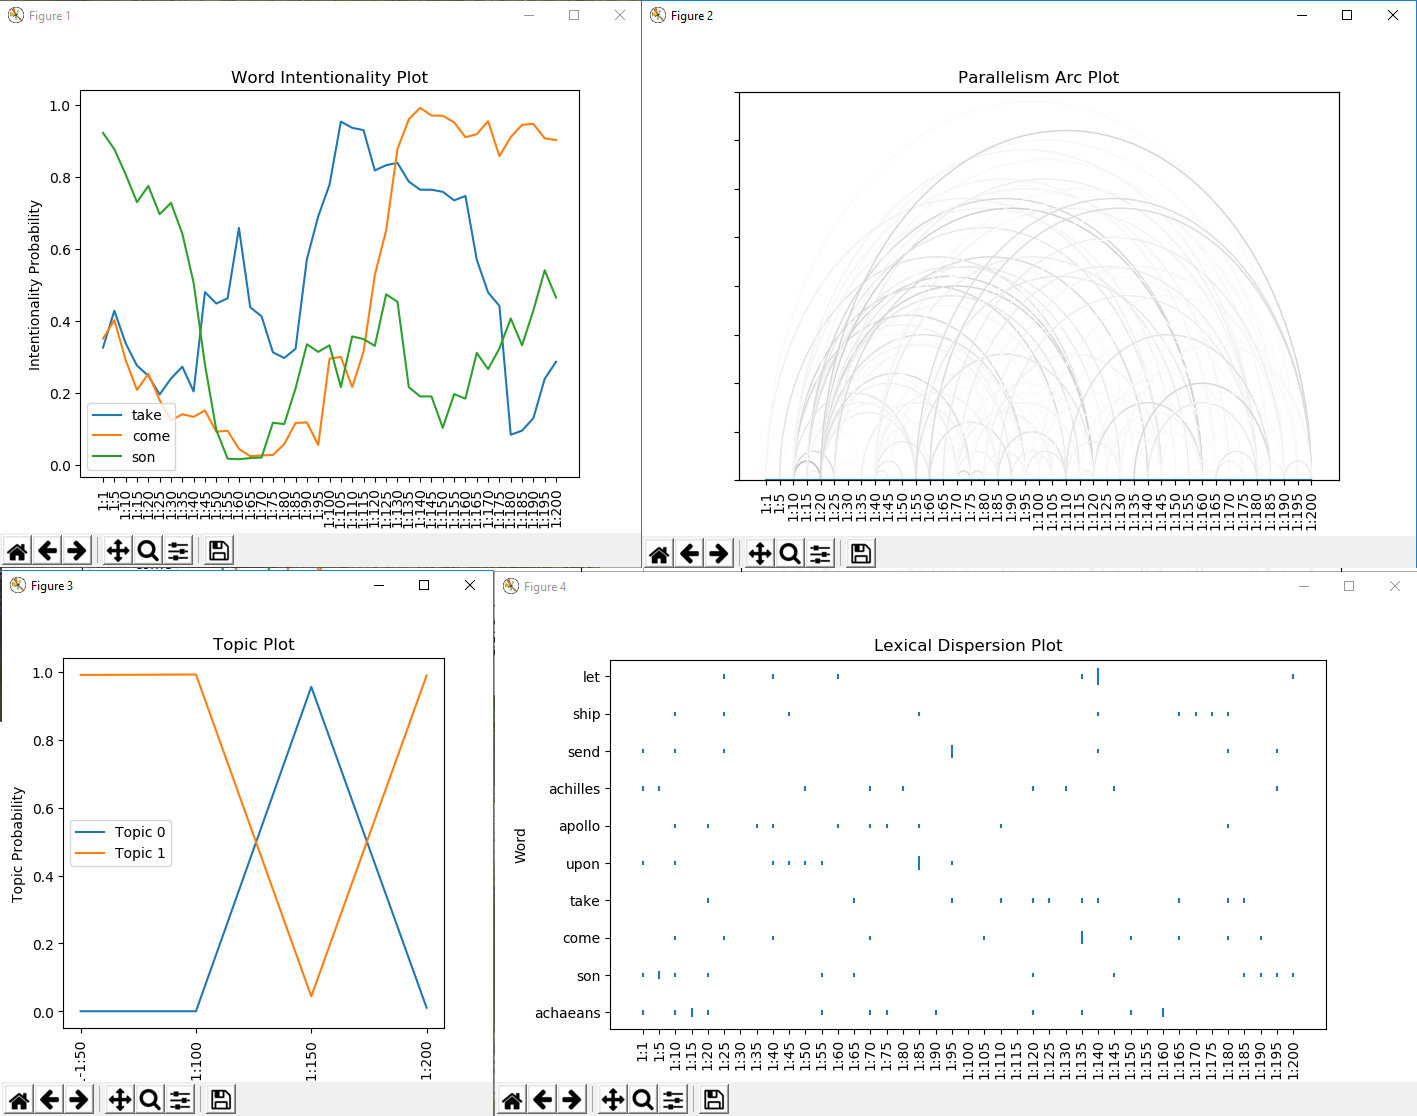 Figure 1
Word Intentionality Plot
Intentionality Probability
1.0
0.8
0.6
0.4
0.2
0.0
take
come
son
1:1 1:5 1:10 1:15 1:20 1:25 1:30 1:35 1:40 1:45 1:50 1:55 1:60 1:65 1:70 1:75 1:80 1:85 1:90 1:95 1:100 1:105 1:110 1:115 1:120 1:125 1:130 1:135 1:140 1:145 1:150 1:155 1:160 1:165 1:170 1:175 1:180 1:185 1:190 1:195 1:200
Figure 2
Parallelism Arc Plot
1:1 1:5 1:10 1:15 1:20 1:25 1:30 1:35 1:40 1:45 1:50 1:55 1:60 1:65 1:70 1:75 1:80 1:85 1:90 1:95 1:100 1:105 1:110 1:115 1:120 1:125 1:130 1:135 1:140 1:145 1:150 1:155 1:160 1:165 1:170 1:175 1:180 1:185 1:190 1:195 1:200
Figure 3
Topic Plot
Topic Probability
1.0
0.8
0.6
0.4
0.2
0.0
Topic 0
Topic 1
-1:50 1:100 1:150 1:200
Figure 4
Lexical Dispersion Plot
Word
let
ship
send
achilles
apollo
upon
take
come
son
achaeans
1:1 1:5 1:10 1:15 1:20 1:25 1:30 1:35 1:40 1:45 1:50 1:55 1:60 1:65 1:70 1:75 1:80 1:85 1:90 1:95 1:100 1:105 1:110 1:115 1:120 1:125 1:130 1:135 1:140 1:145 1:150 1:155 1:160 1:165 1:170 1:175 1:180 1:185 1:190 1:195 1:200